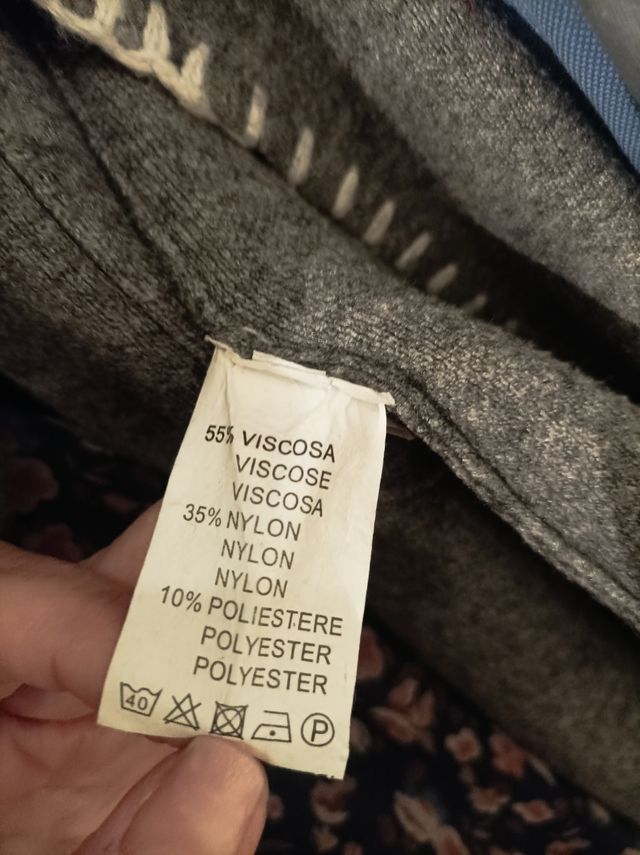 55% VISCOSA
VISCOSE
VISCOSA
35% NYLON
NYLON
NYLON
10% POLIESTERE
POLYESTER
POLYESTER
40 P